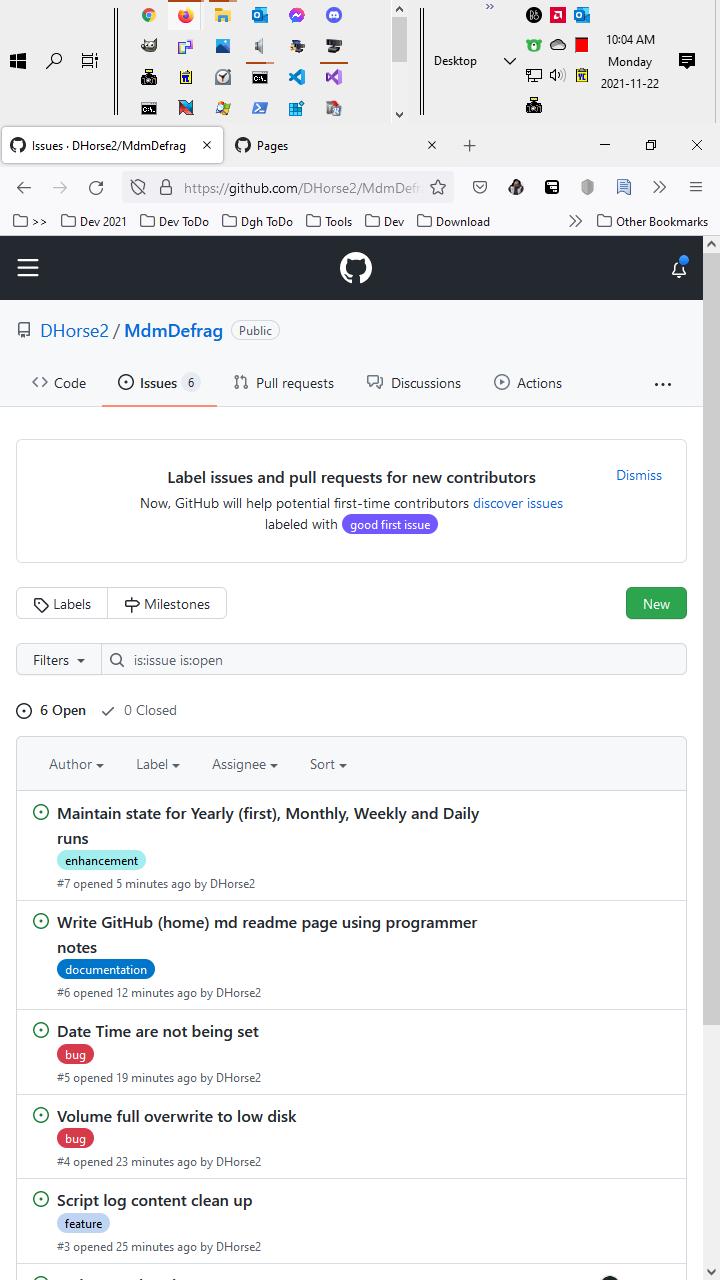 Desktop
10:04 AM
Monday
2021-11-22
Issues · DHorse2/MdmDefrag
Pages
https://github.com/DHorse2/MdmDefr
>>
Dev 2021
Dev ToDo
Dgh ToDo
Tools
Dev
Download
Other Bookmarks
DHorse2 / MdmDefrag Public
Code
Issues 6
Pull requests
Discussions
Actions
Label issues and pull requests for new contributors
Dismiss
Now, GitHub will help potential first-time contributors discover issues
labeled with good first issue
Labels
Milestones
New
Filters
is:issue is:open
6 Open
0 Closed
Author
Label
Assignee
Sort
Maintain state for Yearly (first), Monthly, Weekly and Daily
runs
enhancement
#7 opened 5 minutes ago by DHorse2
Write GitHub (home) md readme page using programmer
notes
documentation
#6 opened 12 minutes ago by DHorse2
Date Time are not being set
bug
#5 opened 19 minutes ago by DHorse2
Volume full overwrite to low disk
bug
#4 opened 23 minutes ago by DHorse2
Script log content clean up
feature
#3 opened 25 minutes ago by DHorse2